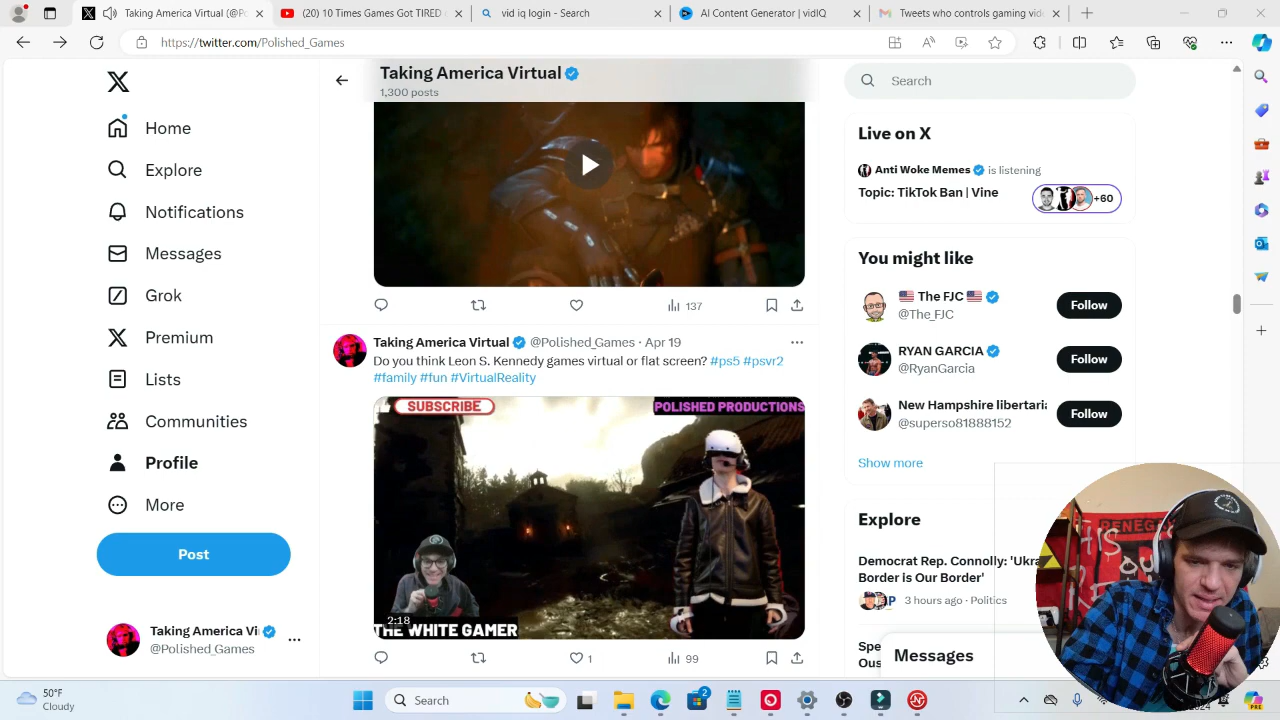 Taking America Virtual (@Po
(20) 10 Times Games Got TIRED o
vid iq login - Search
AI Content Generator | vidIQ
Tweets who controls gaming vid
https://twitter.com/Polished_Games
Taking America Virtual
1,300 posts
Search
Home
Explore
Notifications
Messages
Grok
Premium
Lists
Communities
Profile
More
Post
Taking America Vi
@Polished_Games
137
Taking America Virtual @Polished_Games · Apr 19
Do you think Leon S. Kennedy games virtual or flat screen? #ps5 #psvr2
#family #fun #VirtualReality
SUBSCRIBE
POLISHED PRODUCTIONS
2:18
THE WHITE GAMER
1
99
Live on X
Anti Woke Memes is listening
Topic: TikTok Ban | Vine
+60
You might like
The FJC
@The_FJC
Follow
RYAN GARCIA
@RyanGarcia
Follow
New Hampshire libertaria
@superso81888152
Follow
Show more
Explore
Democrat Rep. Connolly: 'Ukra
Border is Our Border'
3 hours ago · Politics
Spe
Ous
Messages
RENEG
50°F
Search
2